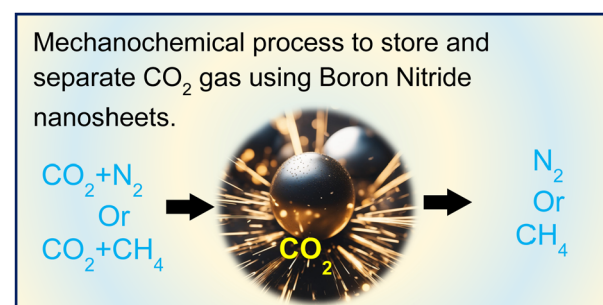 Mechanochemical process to store and
separate CO₂ gas using Boron Nitride
nanosheets.
CO₂+N₂
Or
CO₂+CH₄
CO₂
N₂
Or
CH₄